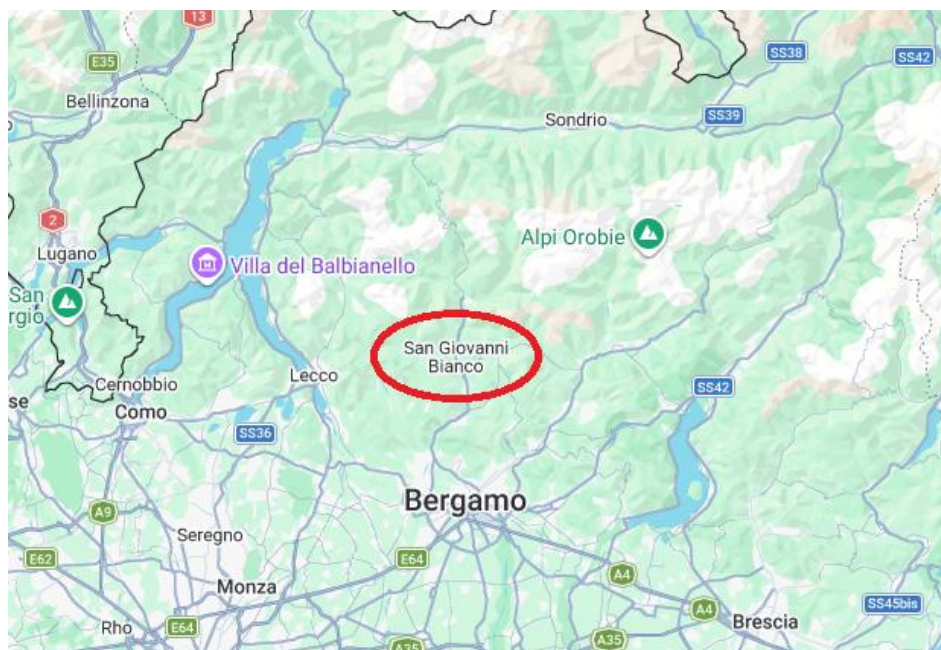 13
E35
SS38
SS42
Bellinzona
Sondrio
SS39
2
Lugano
Alpi Orobie
Villa del Balbianello
San
rgio
San Giovanni
Bianco
Lecco
Cernobbio
SS42
se
Como
SS36
Bergamo
A9
Seregno
E62
E64
A4
Monza
SS45bis
A4
Rho
E64
Brescia
A35
A35